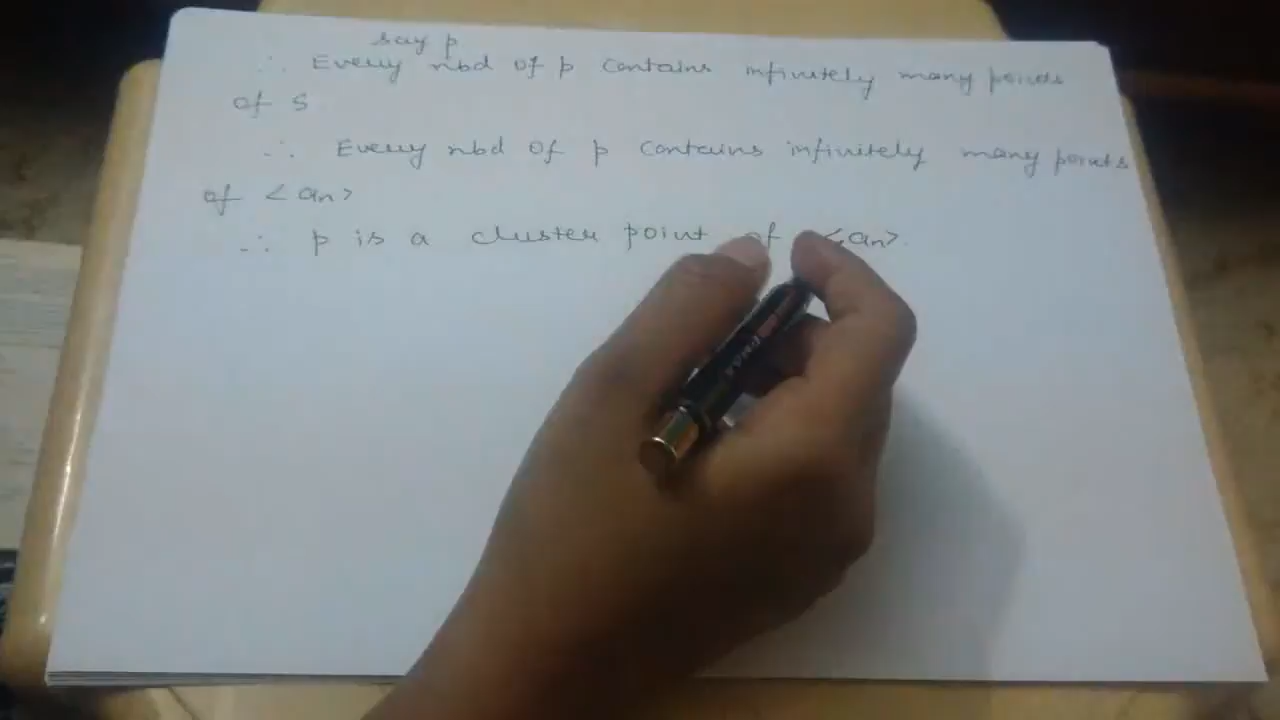 say p
∴ Every nbd of p contains infinitely many points
of S
∴ Every nbd of p contains infinitely many points
of <an>
∴ p is a cluster point of <an>.